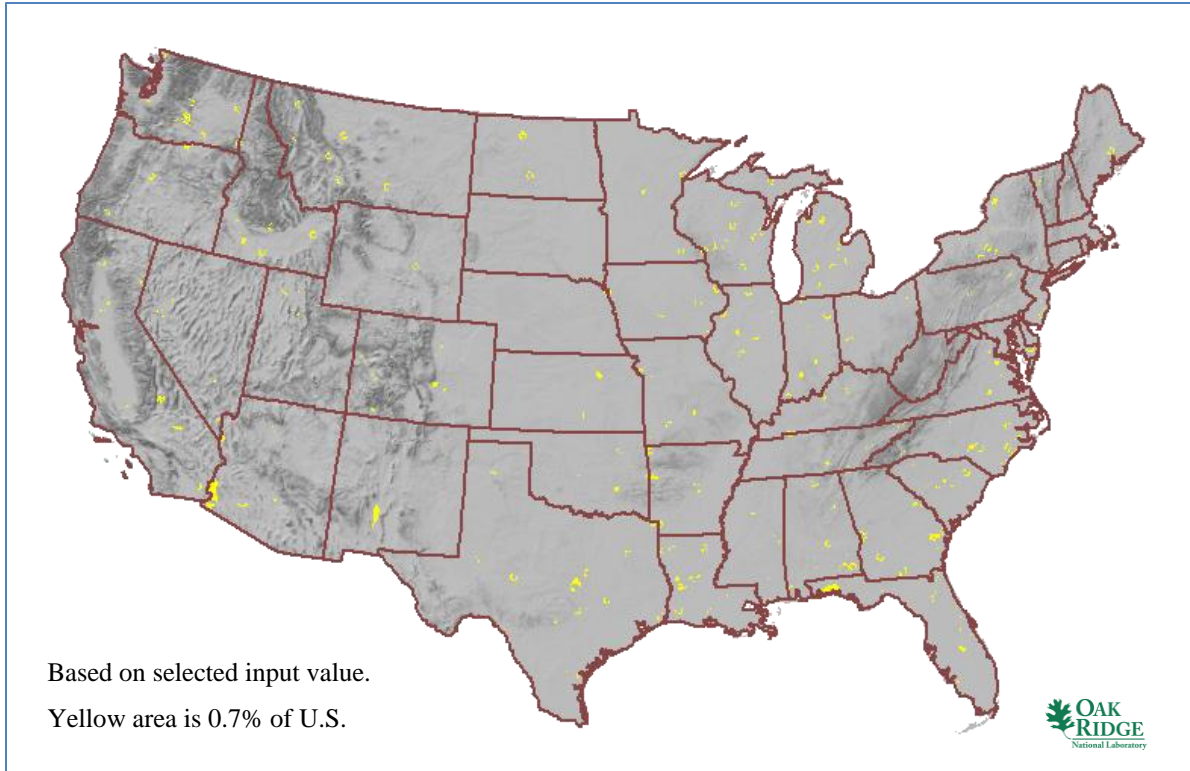 Based on selected input value.
Yellow area is 0.7% of U.S.
OAK
RIDGE
National Laboratory